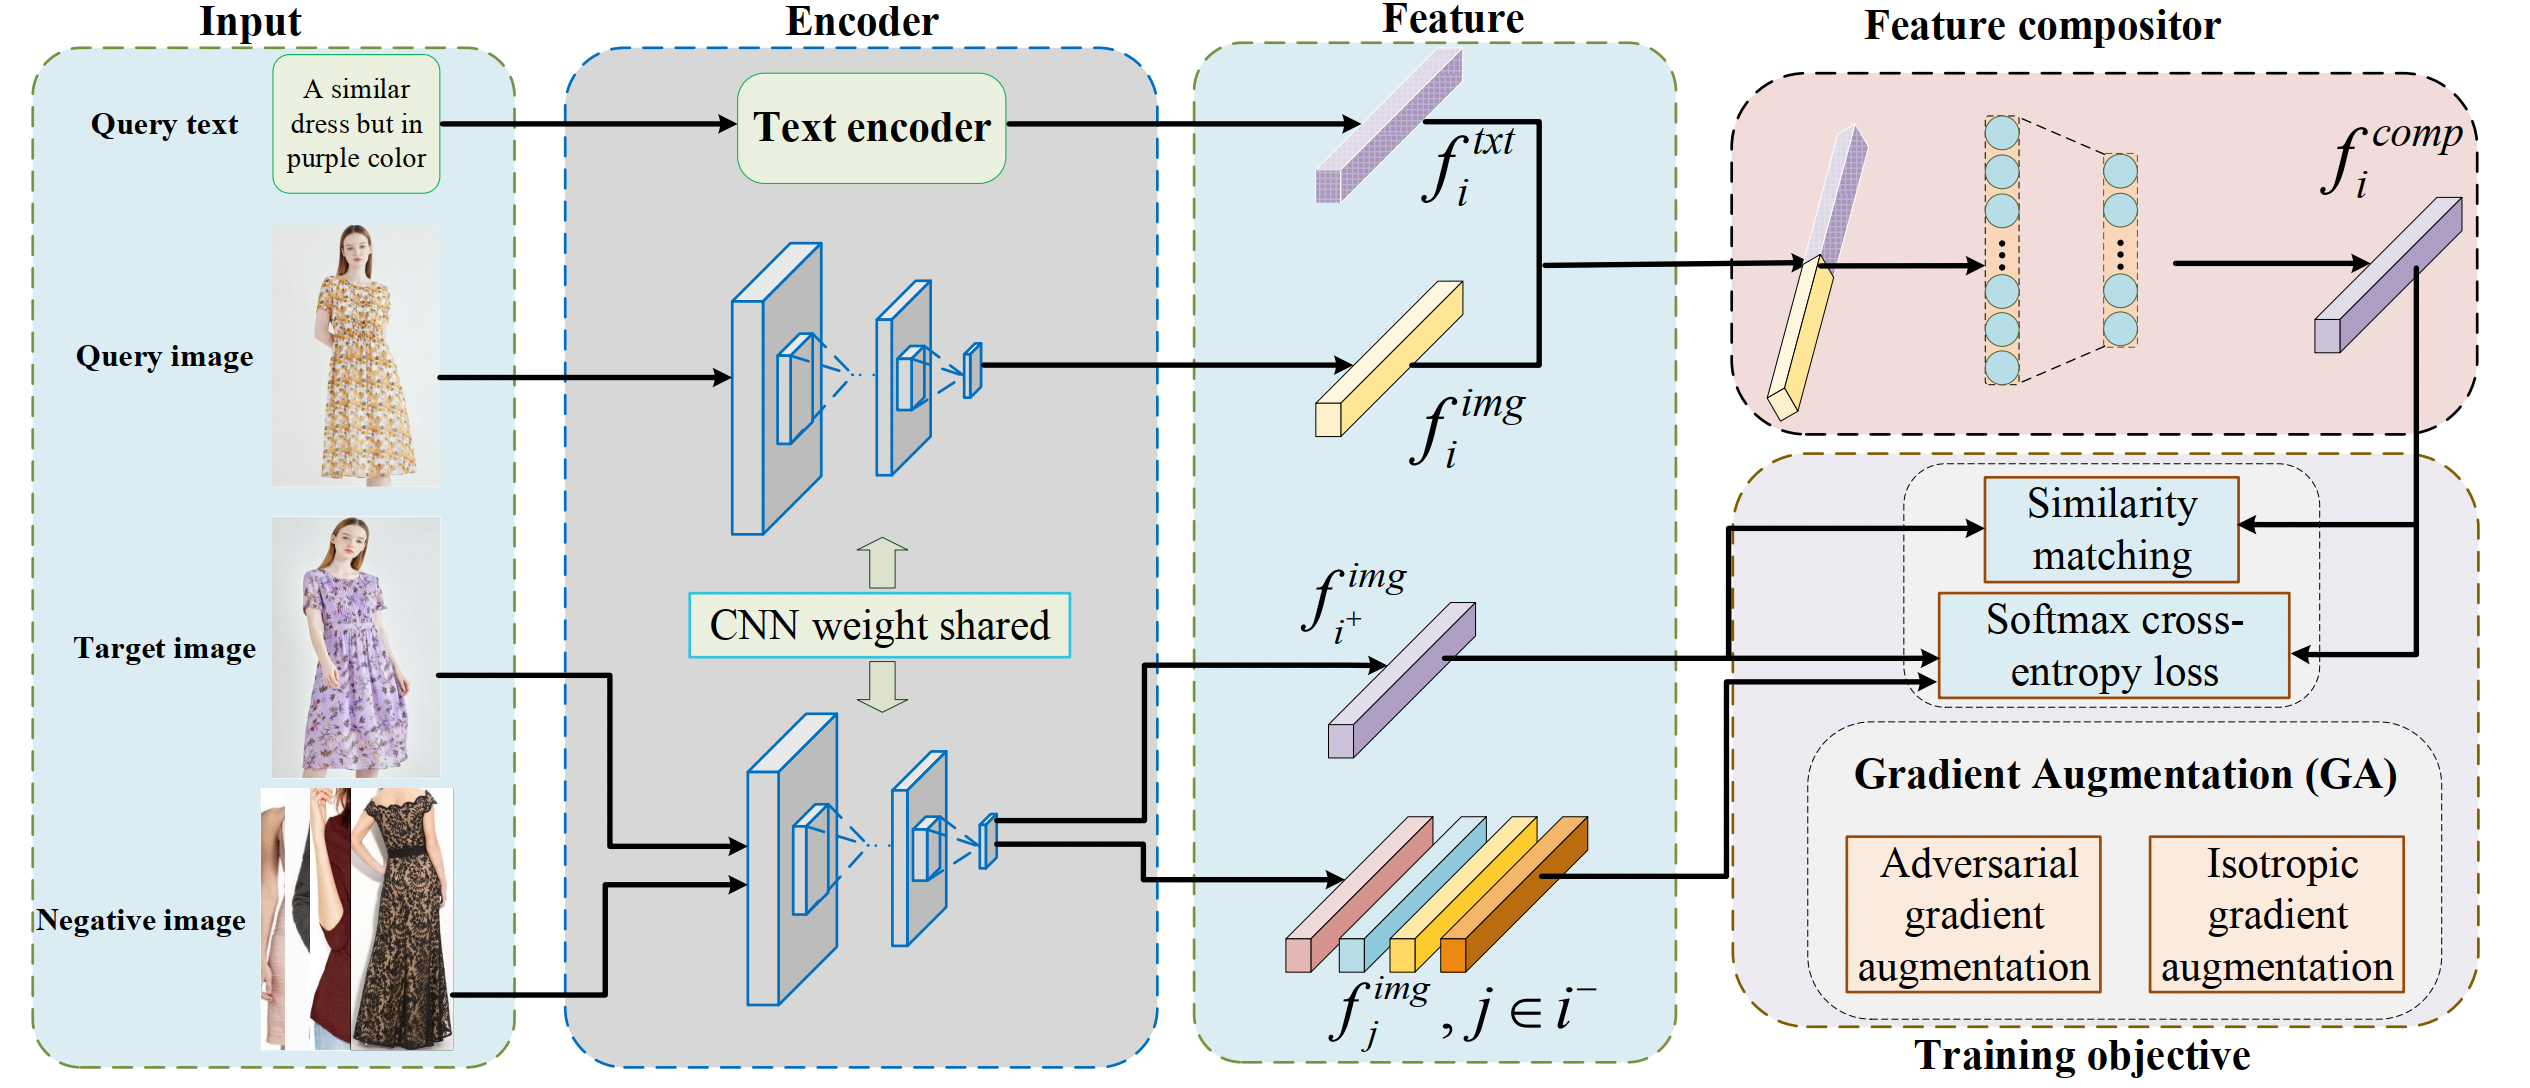 Input
Encoder
Feature
Feature compositor
Query text
A similar
dress but in
purple color
Text encoder
f_i^{txt}
f_i^{comp}
Query image
f_i^{img}
Similarity
matching
Target image
CNN weight shared
f_{i^+}^{img}
Softmax cross-
entropy loss
Gradient Augmentation (GA)
Negative image
Adversarial
gradient
augmentation
Isotropic
gradient
augmentation
f_j^{img}, j ∈ i^−
Training objective